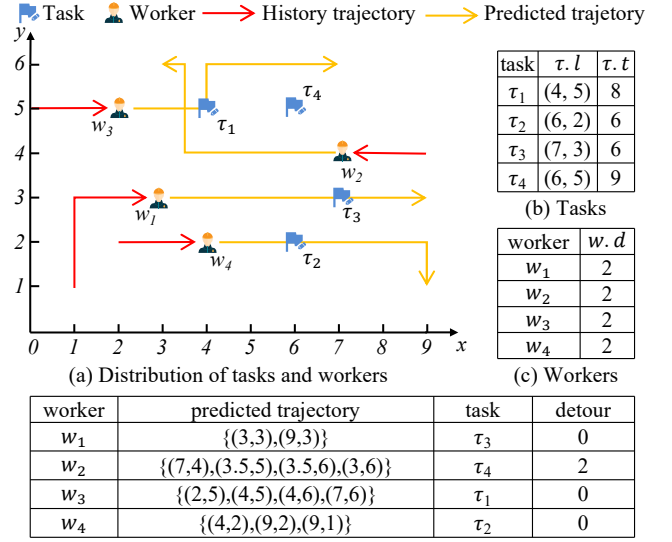 Task Worker History trajectory Predicted trajetory
y
6
5
4
3
2
1
0 1 2 3 4 5 6 7 8 9 x
w3
τ1
τ4
w2
w1
τ3
w4
τ2
(a) Distribution of tasks and workers
task τ.l τ.t
τ1 (4, 5) 8
τ2 (6, 2) 6
τ3 (7, 3) 6
τ4 (6, 5) 9
(b) Tasks
worker w.d
w1 2
w2 2
w3 2
w4 2
(c) Workers
worker predicted trajectory task detour
w1 {(3,3),(9,3)} τ3 0
w2 {(7,4),(3.5,5),(3.5,6),(3,6)} τ4 2
w3 {(2,5),(4,5),(4,6),(7,6)} τ1 0
w4 {(4,2),(9,2),(9,1)} τ2 0